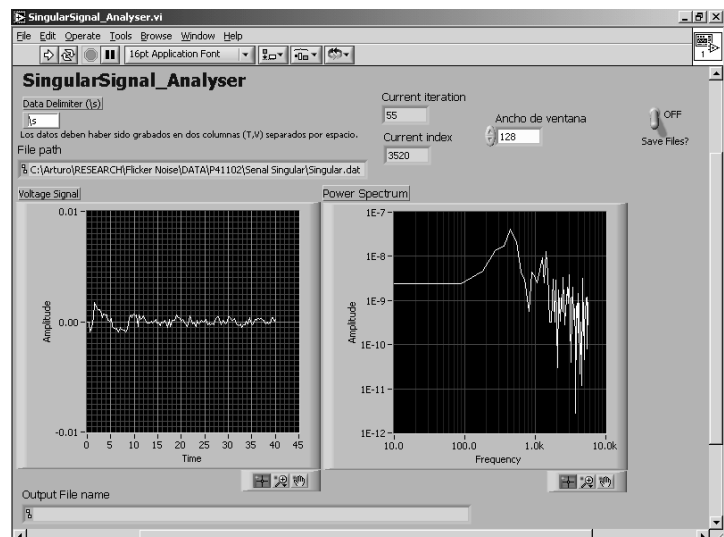 SingularSignal_Analyser.vi
File Edit Operate Tools Browse Window Help
16pt Application Font
1
SingularSignal_Analyser
Data Delimiter (\s)
\s
Los datos deben haber sido grabados en dos columnas (T,V) separados por espacio.
File path
C:\Arturo\RESEARCH\Flicker Noise\DATA\P41102\Senal Singular\Singular.dat
Current iteration
55
Current index
3520
Ancho de ventana
128
OFF
Save Files?
Voltage Signal
0.01
0.00
-0.01
Amplitude
0 5 10 15 20 25 30 35 40 45
Time
Power Spectrum
1E-7
1E-8
1E-9
1E-10
1E-11
1E-12
Amplitude
10.0 100.0 1.0k 10.0k
Frequency
Output File name